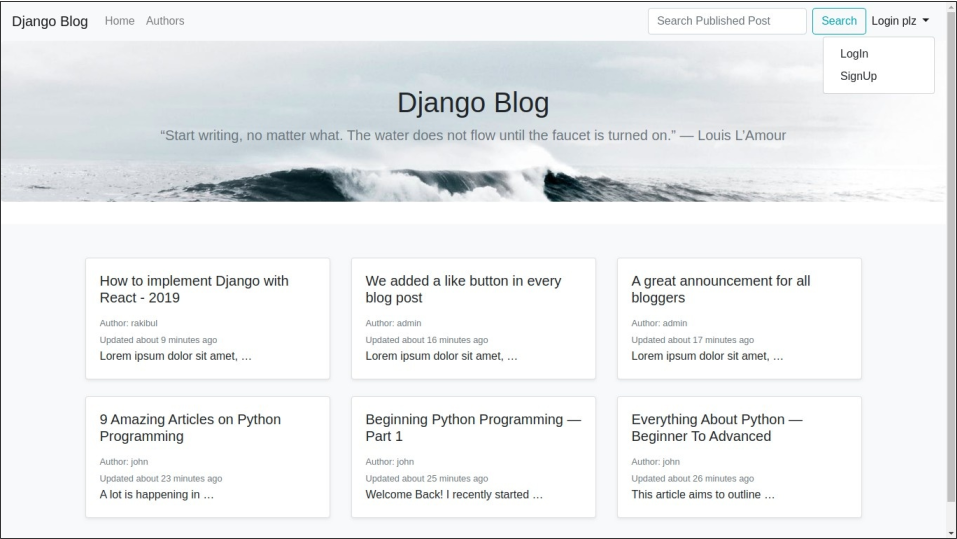 Django Blog Home Authors Search Published Post Search Login plz
LogIn
SignUp
Django Blog
“Start writing, no matter what. The water does not flow until the faucet is turned on.” — Louis L’Amour
How to implement Django with
React - 2019
Author: rakibul
Updated about 9 minutes ago
Lorem ipsum dolor sit amet, …
We added a like button in every
blog post
Author: admin
Updated about 16 minutes ago
Lorem ipsum dolor sit amet, …
A great announcement for all
bloggers
Author: admin
Updated about 17 minutes ago
Lorem ipsum dolor sit amet, …
9 Amazing Articles on Python
Programming
Author: john
Updated about 23 minutes ago
A lot is happening in …
Beginning Python Programming —
Part 1
Author: john
Updated about 25 minutes ago
Welcome Back! I recently started …
Everything About Python —
Beginner To Advanced
Author: john
Updated about 26 minutes ago
This article aims to outline …